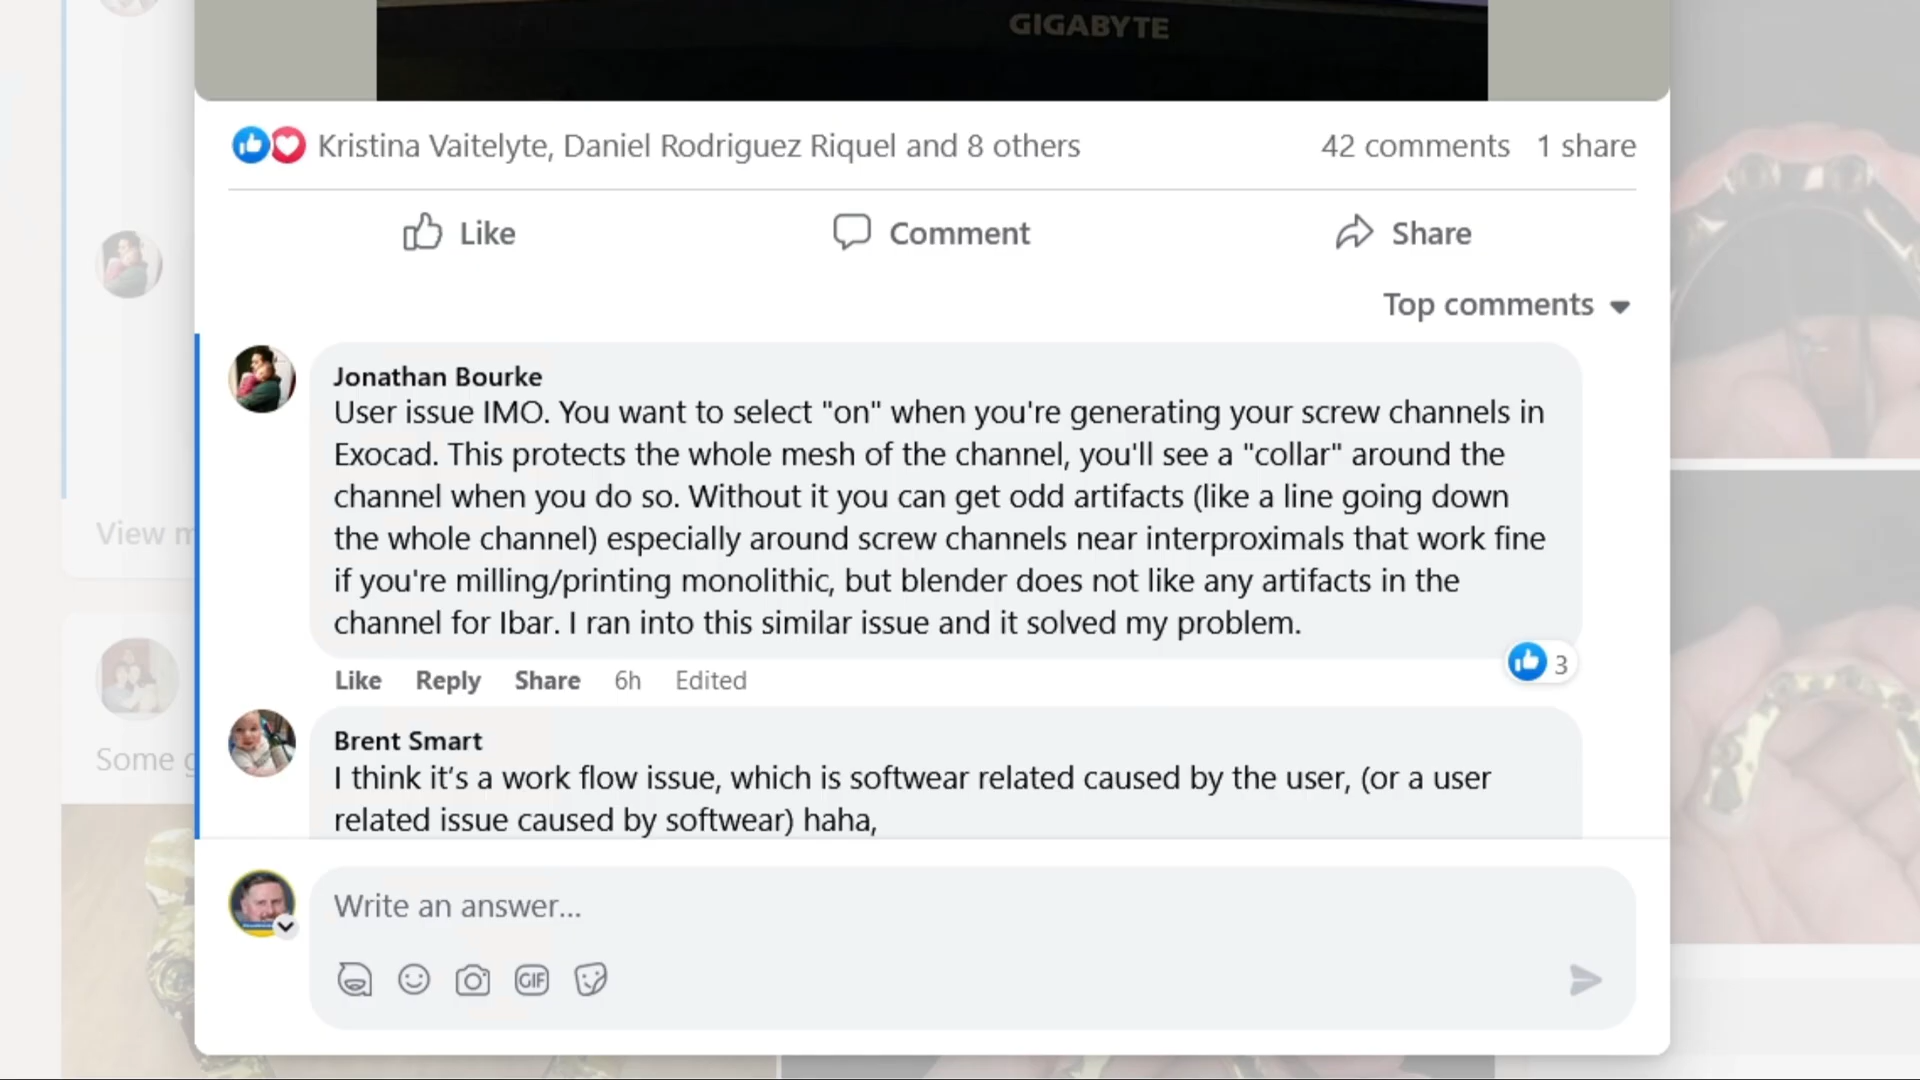 GIGABYTE
Kristina Vaitelyte, Daniel Rodriguez Riquel and 8 others
42 comments 1 share
Like Comment Share
Top comments
Jonathan Bourke
User issue IMO. You want to select "on" when you're generating your screw channels in
Exocad. This protects the whole mesh of the channel, you'll see a "collar" around the
channel when you do so. Without it you can get odd artifacts (like a line going down
the whole channel) especially around screw channels near interproximals that work fine
if you're milling/printing monolithic, but blender does not like any artifacts in the
channel for Ibar. I ran into this similar issue and it solved my problem.
3
Like Reply Share 6h Edited
View m
Brent Smart
Some g
I think it's a work flow issue, which is softwear related caused by the user, (or a user
related issue caused by softwear) haha,
Write an answer...
GIF